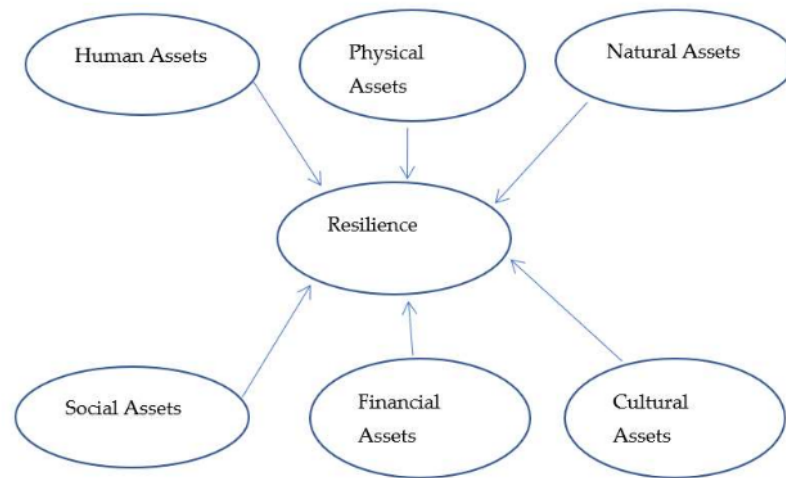 Human Assets
Physical
Assets
Natural Assets
Resilience
Social Assets
Financial
Assets
Cultural
Assets